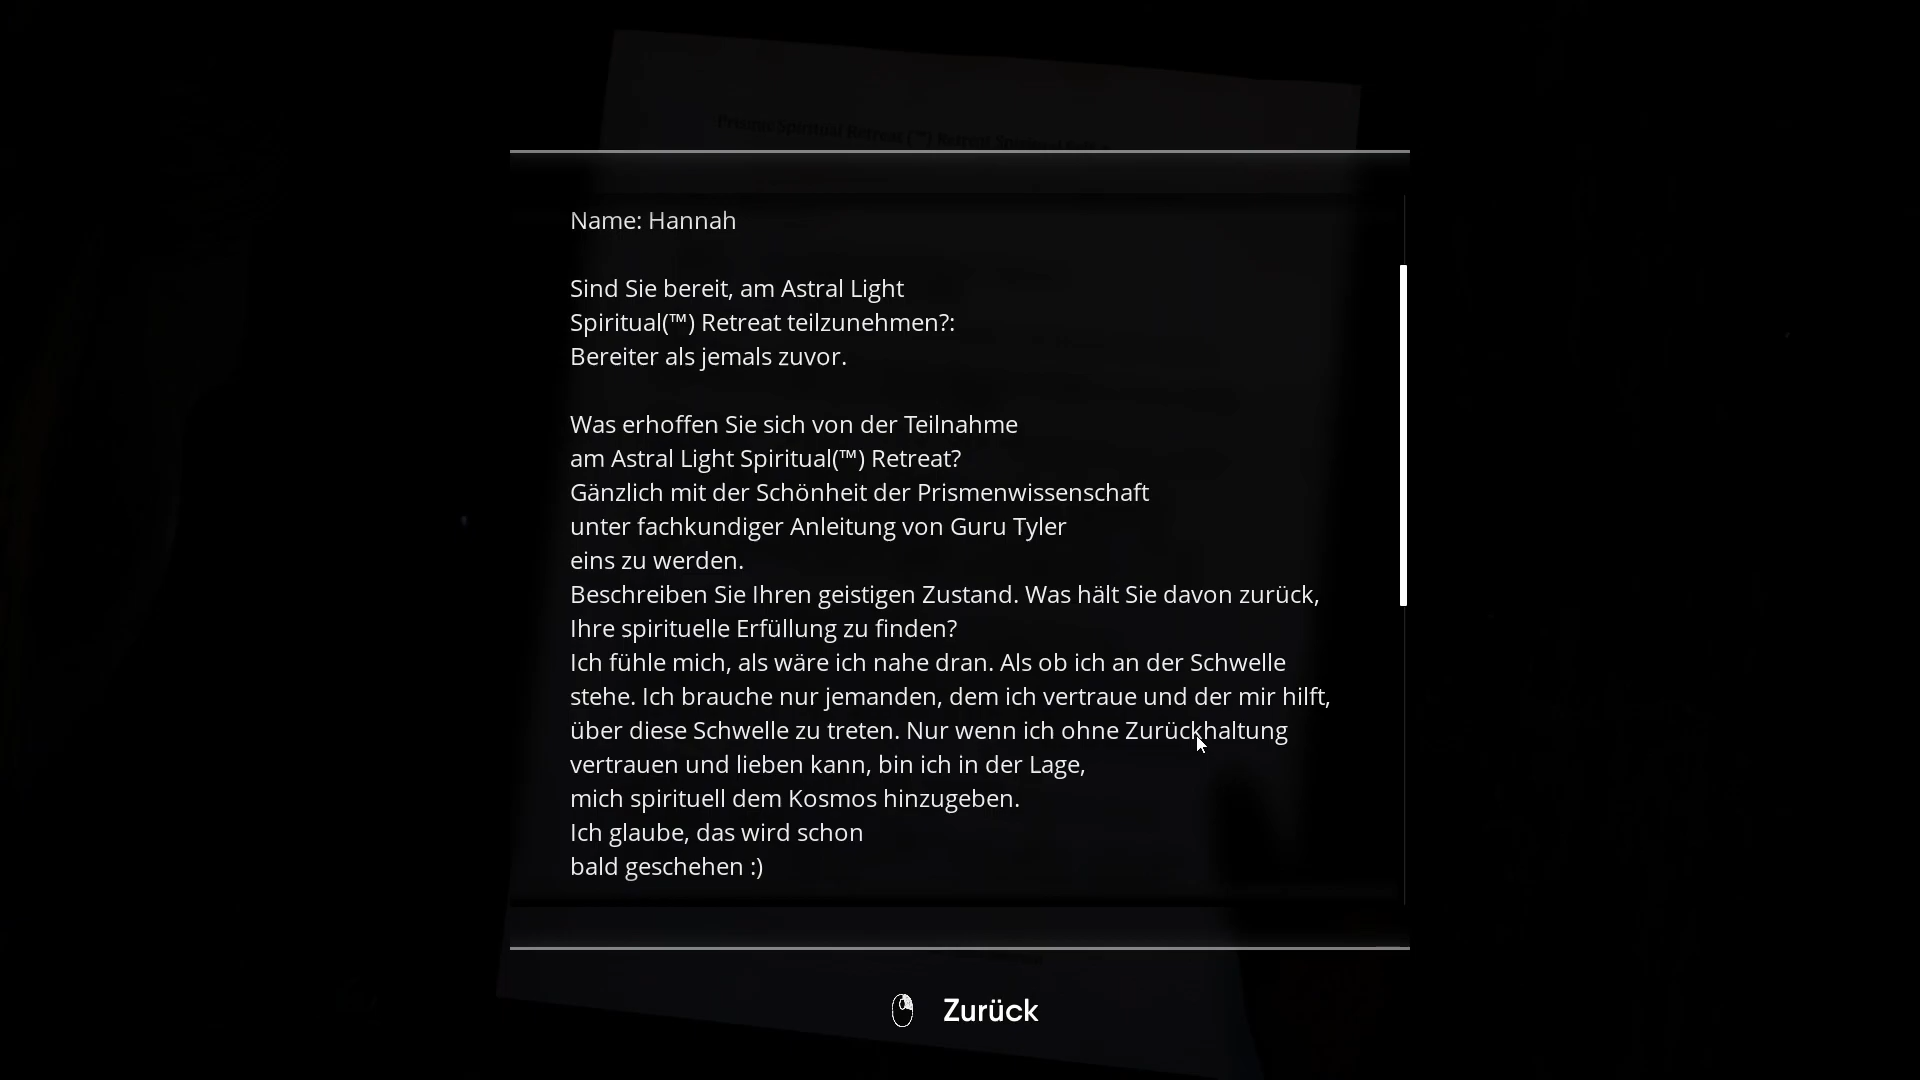 Name: Hannah
Sind Sie bereit, am Astral Light
Spiritual(™) Retreat teilzunehmen?:
Bereiter als jemals zuvor.
Was erhoffen Sie sich von der Teilnahme
am Astral Light Spiritual(™) Retreat?
Gänzlich mit der Schönheit der Prismenwissenschaft
unter fachkundiger Anleitung von Guru Tyler
eins zu werden.
Beschreiben Sie Ihren geistigen Zustand. Was hält Sie davon zurück,
Ihre spirituelle Erfüllung zu finden?
Ich fühle mich, als wäre ich nahe dran. Als ob ich an der Schwelle
stehe. Ich brauche nur jemanden, dem ich vertraue und der mir hilft,
über diese Schwelle zu treten. Nur wenn ich ohne Zurückhaltung
vertrauen und lieben kann, bin ich in der Lage,
mich spirituell dem Kosmos hinzugeben.
Ich glaube, das wird schon
bald geschehen :)
Zurück